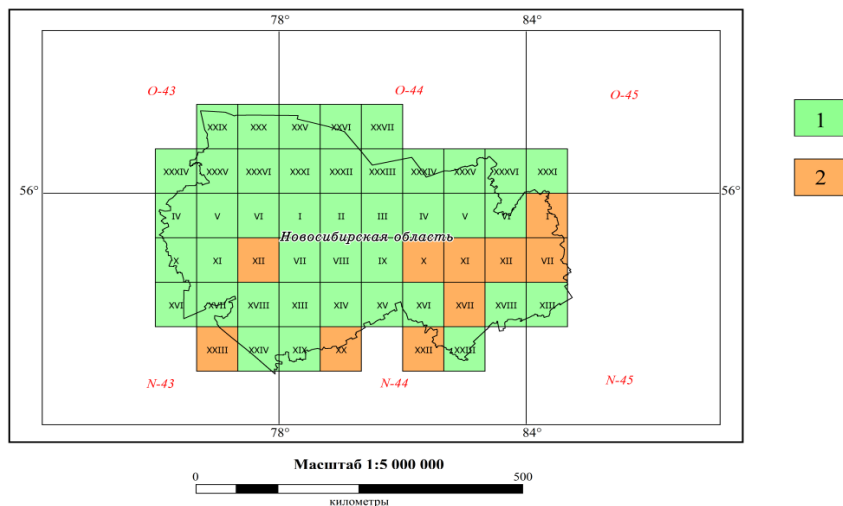 78° 84°
O-43 O-44 O-45
1
XXIX XXX XXV XXVI XXVII
XXXIV XXXV XXXVI XXXI XXXII XXXIII XXXIV XXXV XXXVI XXXI
2
56° 56°
IV V VI I II III IV V I
Новосибирская область
X XI XII VII VIII IX X XI XII VII
XVI XVII XVIII XIII XIV XV XVI XVII XVIII XIII
XXIII XXIV XIX XX XXII XXIII
N-43 N-44 N-45
78° 84°
Масштаб 1:5 000 000
0 500
километры